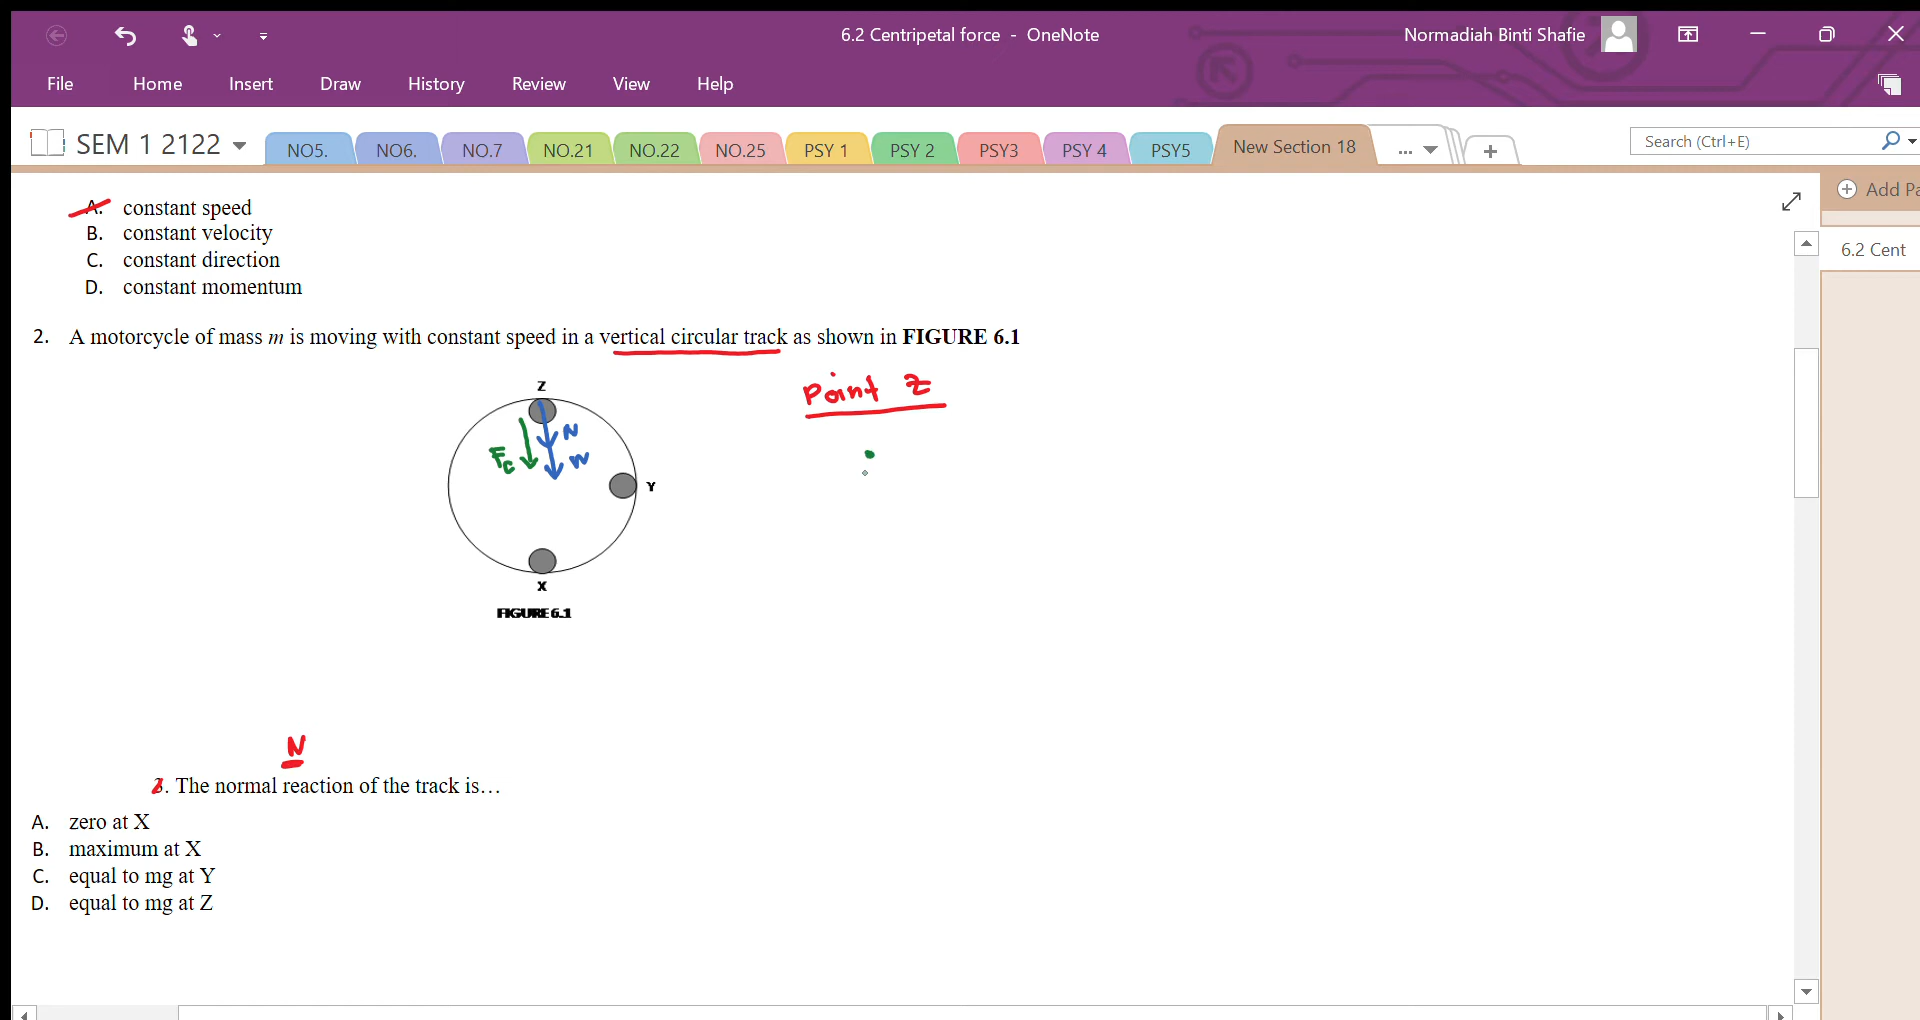 6.2 Centripetal force - OneNote
Normadiah Binti Shafie
File Home Insert Draw History Review View Help
SEM 1 2122
NO5. NO6. NO.7 NO.21 NO.22 NO.25 PSY 1 PSY 2 PSY3 PSY 4 PSY5 New Section 18 ...
Search (Ctrl+E)
Add Pa
6.2 Cent
A. constant speed
B. constant velocity
C. constant direction
D. constant momentum
2. A motorcycle of mass m is moving with constant speed in a vertical circular track as shown in FIGURE 6.1
Point Z
Z
N
Fc
W
Y
X
FIGURE 6.1
N
. The normal reaction of the track is…
A. zero at X
B. maximum at X
C. equal to mg at Y
D. equal to mg at Z